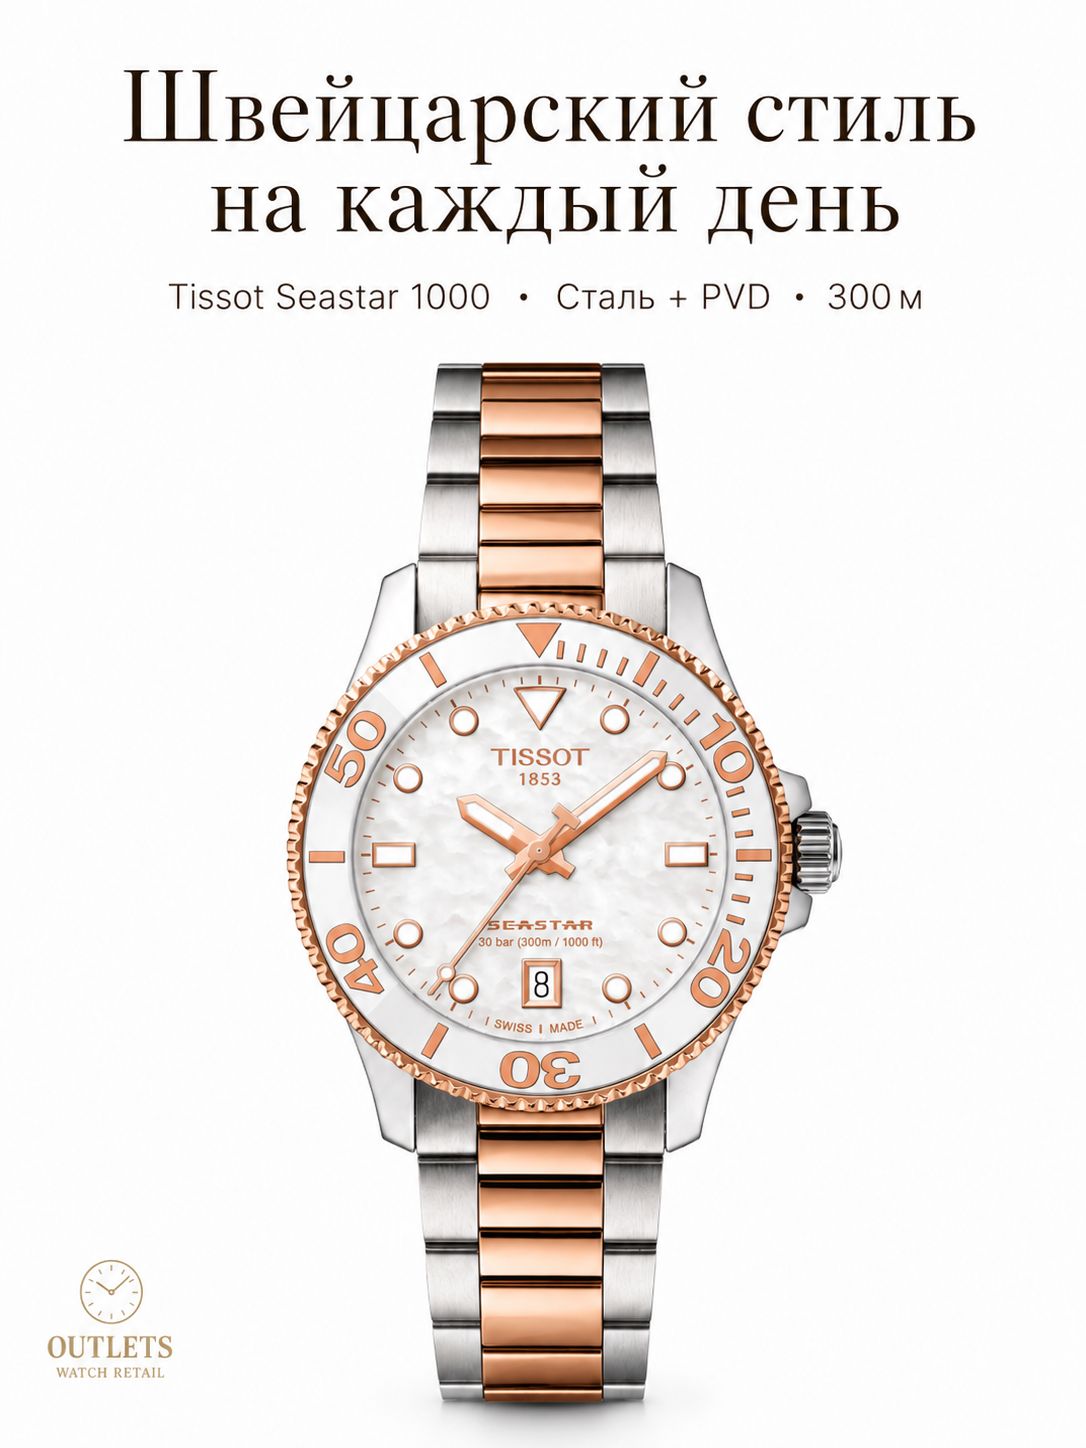 Швейцарский стиль
на каждый день
Tissot Seastar 1000 • Сталь + PVD • 300 м
TISSOT
1853
50
10
40
20
30
SEASTAR
30 bar (300m / 1000 ft)
8
SWISS MADE
OUTLETS
WATCH RETAIL